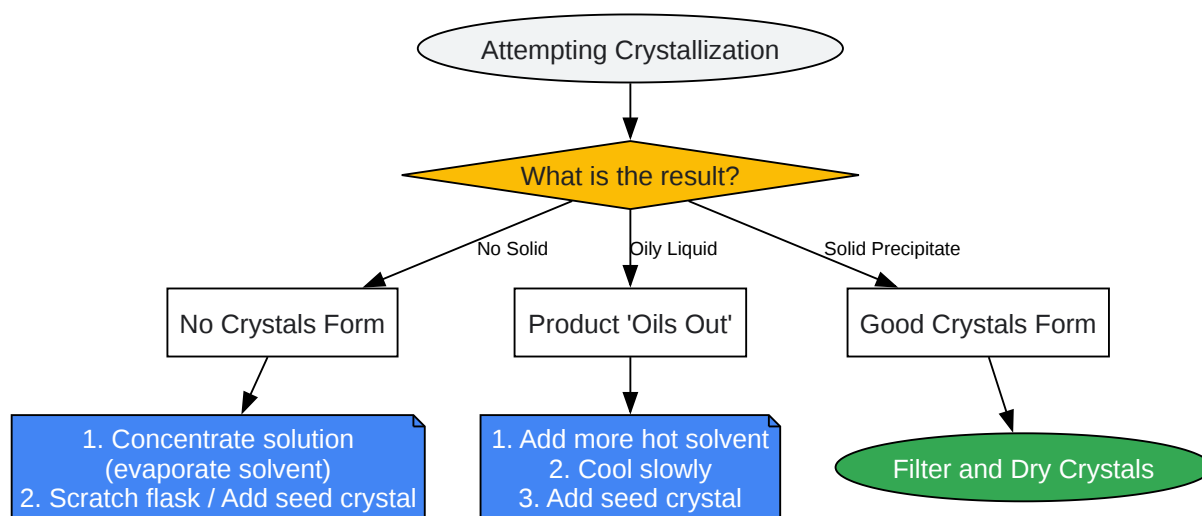 Attempting Crystallization
What is the result?
No Solid
Oily Liquid
Solid Precipitate
No Crystals Form
Product 'Oils Out'
Good Crystals Form
1. Concentrate solution
(evaporate solvent)
2. Scratch flask / Add seed crystal
1. Add more hot solvent
2. Cool slowly
3. Add seed crystal
Filter and Dry Crystals